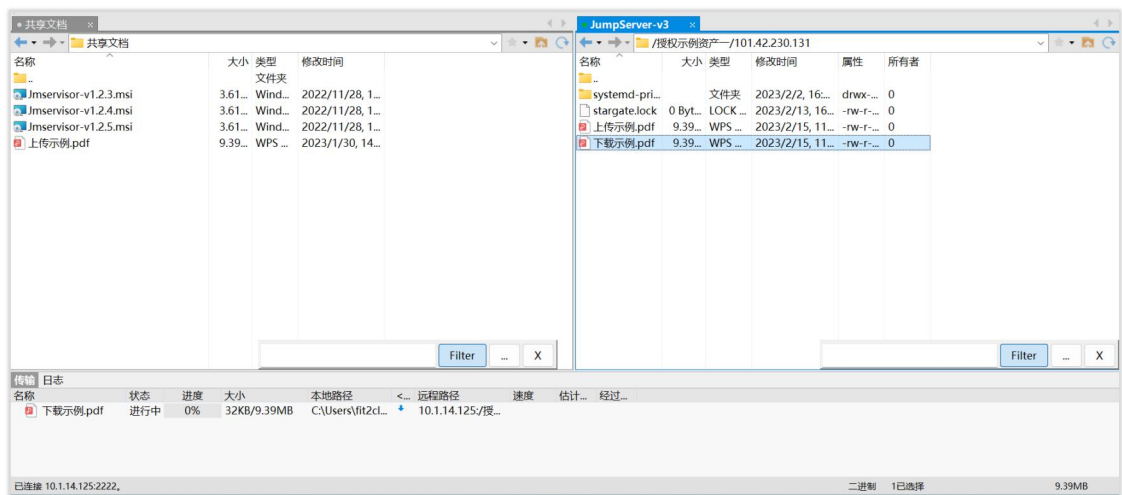 共享文档 ×
共享文档
名称 大小 类型 修改时间
.. 文件夹
Jmservisor-v1.2.3.msi 3.61... Wind... 2022/11/28, 1...
Jmservisor-v1.2.4.msi 3.61... Wind... 2022/11/28, 1...
Jmservisor-v1.2.5.msi 3.61... Wind... 2022/11/28, 1...
上传示例.pdf 9.39... WPS ... 2023/1/30, 14...
Filter ... X
JumpServer-v3 ×
/授权示例资产一/101.42.230.131
名称 大小 类型 修改时间 属性 所有者
..
systemd-pri... 文件夹 2023/2/2, 16:... drwx-... 0
stargate.lock 0 Byt... LOCK ... 2023/2/13, 16... -rw-r-... 0
上传示例.pdf 9.39... WPS ... 2023/2/15, 11... -rw-r-... 0
下载示例.pdf 9.39... WPS ... 2023/2/15, 11... -rw-r-... 0
Filter ... X
传输 日志
名称 状态 进度 大小 本地路径 <... 远程路径 速度 估计... 经过...
下载示例.pdf 进行中 0% 32KB/9.39MB C:\Users\fit2cl... 10.1.14.125:/授...
已连接 10.1.14.125:2222。 二进制 1已选择 9.39MB